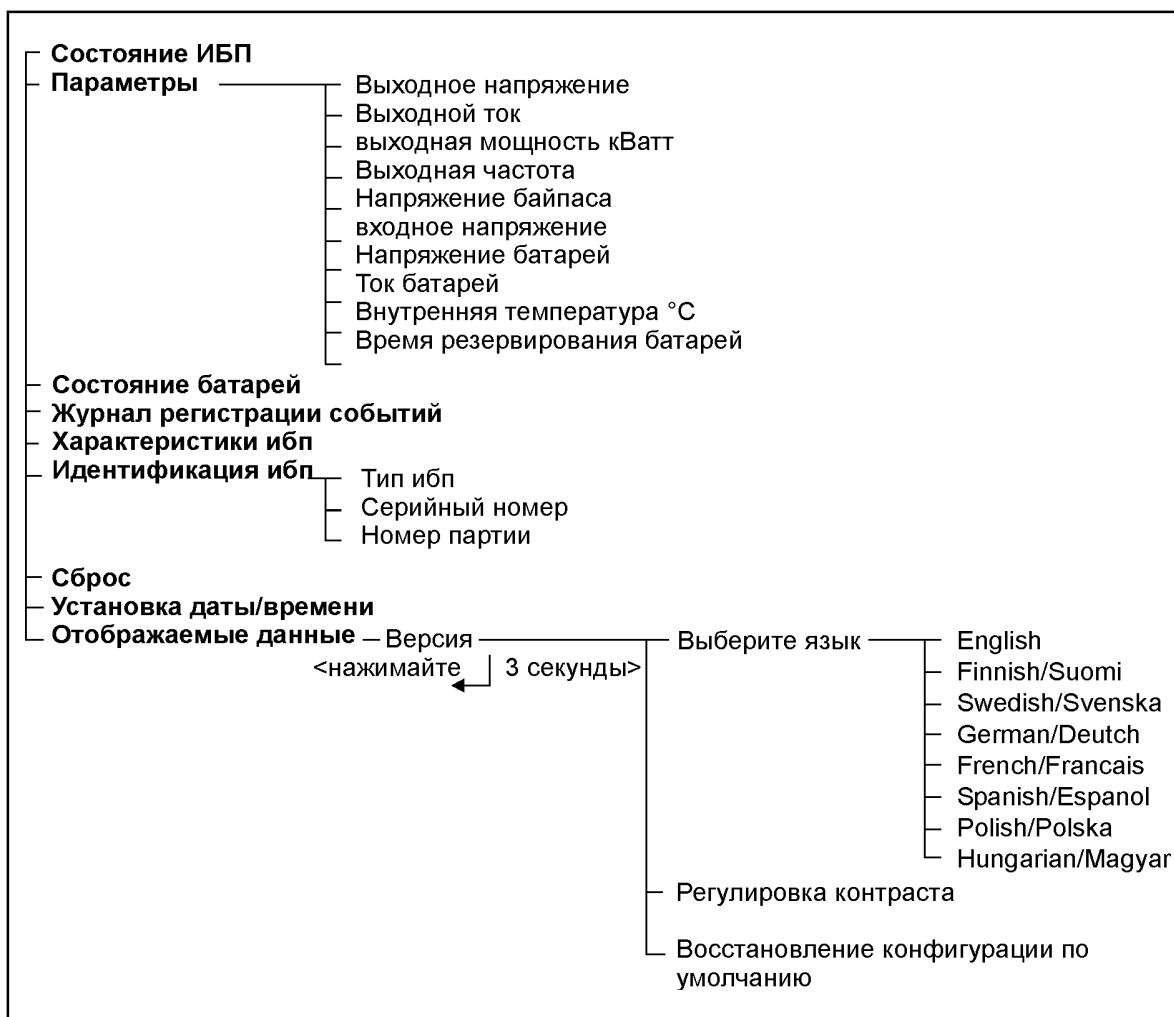 Состояние ИБП
Параметры
Выходное напряжение
Выходной ток
выходная мощность кВатт
Выходная частота
Напряжение байпаса
входное напряжение
Напряжение батарей
Ток батарей
Внутренняя температура °C
Время резервирования батарей
Состояние батарей
Журнал регистрации событий
Характеристики ибп
Идентификация ибп
Тип ибп
Серийный номер
Номер партии
Сброс
Установка даты/времени
Отображаемые данные
Версия
<нажимайте 3 секунды>
Выберите язык
English
Finnish/Suomi
Swedish/Svenska
German/Deutch
French/Francais
Spanish/Espanol
Polish/Polska
Hungarian/Magyar
Регулировка контраста
Восстановление конфигурации по
умолчанию